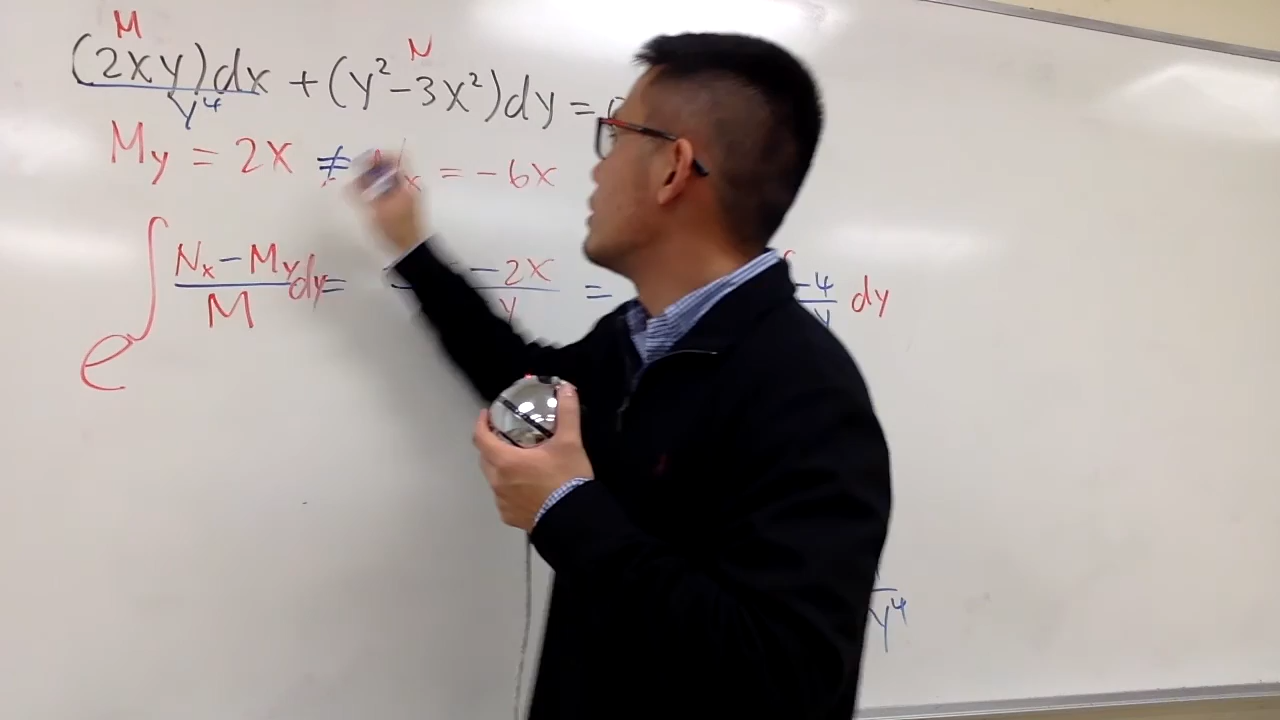 M N
(2xy)dx + (y² - 3x²)dy =
y⁴
My = 2x ≠ x = -6x
e^∫ (Nx - My)/M dy = - 2x / y = -4/y dy
y⁴